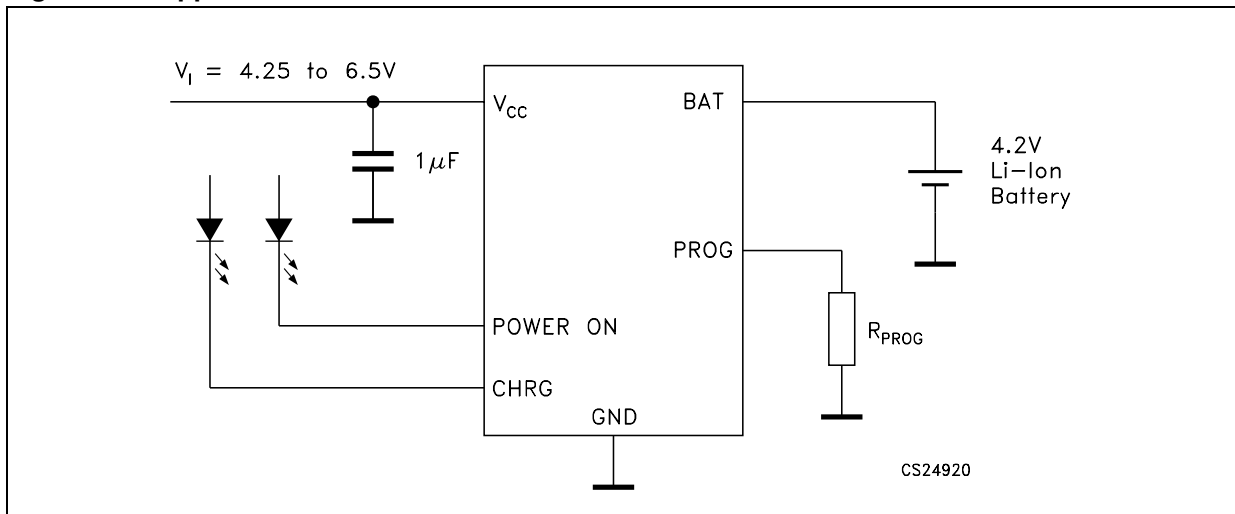 V_I = 4.25 to 6.5V
V_CC
BAT
1μF
4.2V
Li-Ion
Battery
PROG
POWER ON
R_PROG
CHRG
GND
CS24920